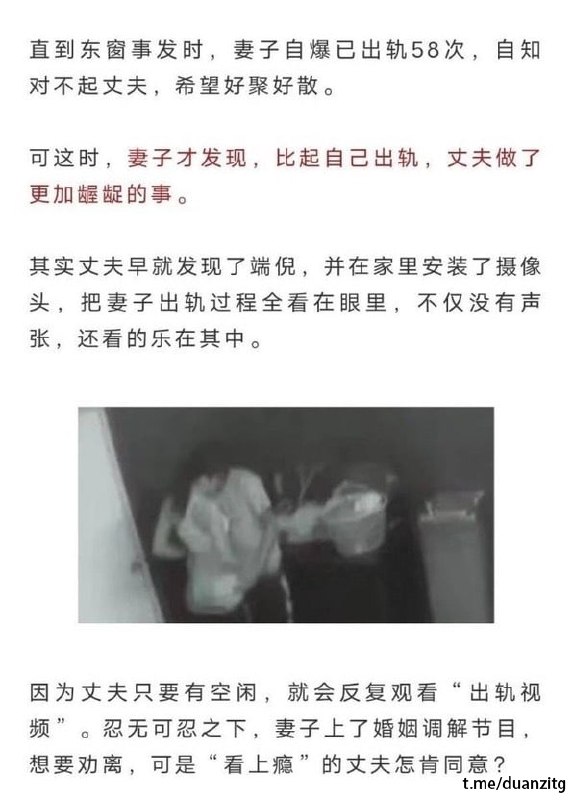 直到东窗事发时，妻子自爆已出轨58次，自知
对不起丈夫，希望好聚好散。
可这时，妻子才发现，比起自己出轨，丈夫做了
更加龌龊的事。
其实丈夫早就发现了端倪，并在家里安装了摄像
头，把妻子出轨过程全看在眼里，不仅没有声
张，还看的乐在其中。
因为丈夫只要有空闲，就会反复观看“出轨视
频”。忍无可忍之下，妻子上了婚姻调解节目，
想要劝离，可是“看上瘾”的丈夫怎肯同意？
t.me/duanzitg